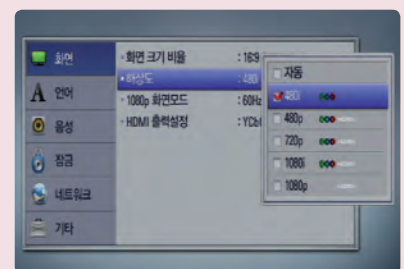 화면
언어
음성
잠금
네트워크
기타
화면 크기 비율 : 16:9
해상도 : 480i
1080p 화면모드 : 60Hz
HDMI 출력설정 : YCb
자동
480i
480p
720p
1080i
1080p